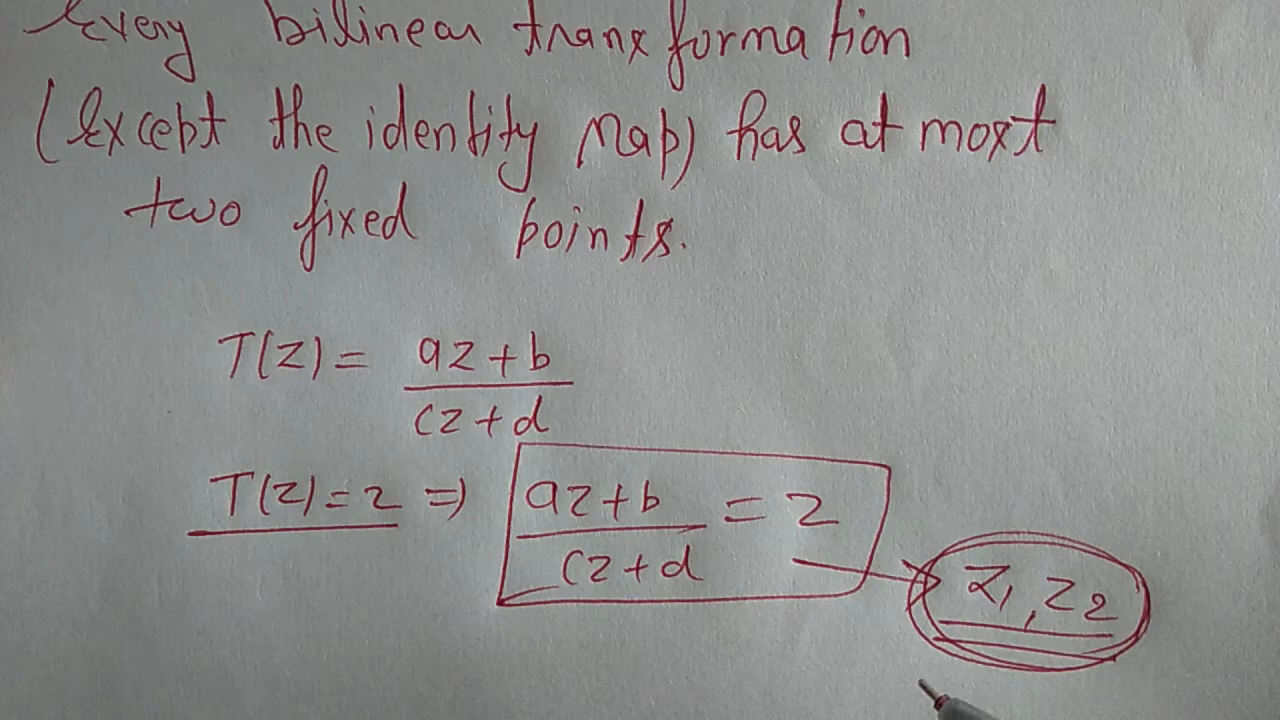 Every bilinear transformation
(Except the identity Map) has at most
two fixed points.
T(z) = az+b / cz+d
T(z)=z ⇒ az+b / cz+d = z
z1, z2